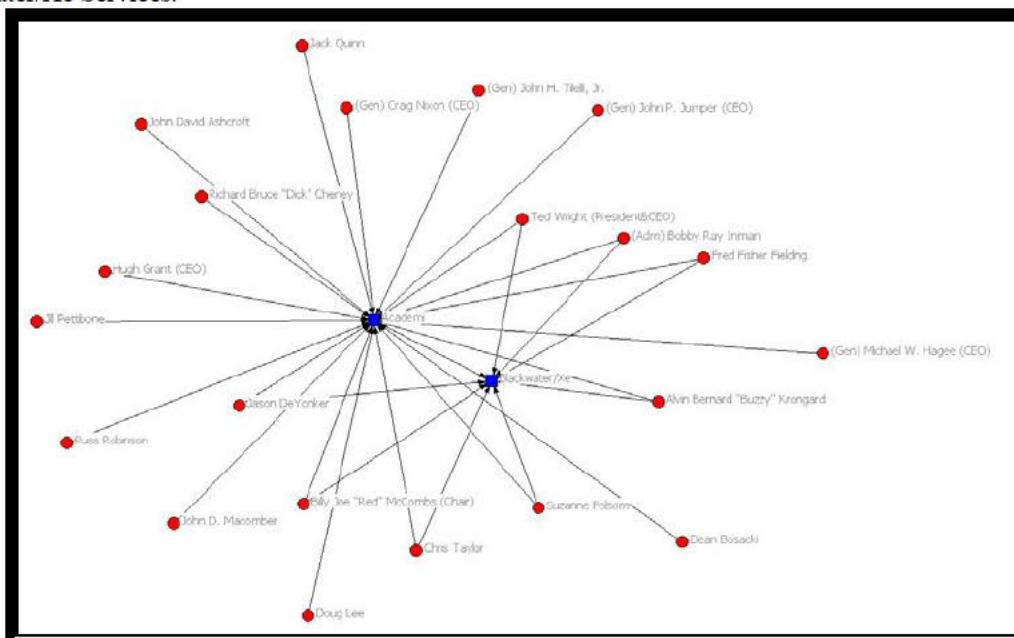 Services.
Jack Quinn
(Gen) John H. Tilelli, Jr.
(Gen) Crag Nixon (CEO)
(Gen) John P. Jumper (CEO)
John David Ashcroft
Richard Bruce "Dick" Cheney
Ted Wright (President&CEO)
(Adm) Bobby Ray Inman
Fred Fisher Fielding
Hugh Grant (CEO)
Jil Pettibone
Academi
(Gen) Michael W. Hagee (CEO)
Blackwater/Xe
Alvin Bernard "Buzzy" Krongard
Jason DeYonker
Russ Robinson
Billy Joe "Red" McCombs (Chair)
Suzanne Folsom
John D. Macomber
Dean Bosacki
Chris Taylor
Doug Lee